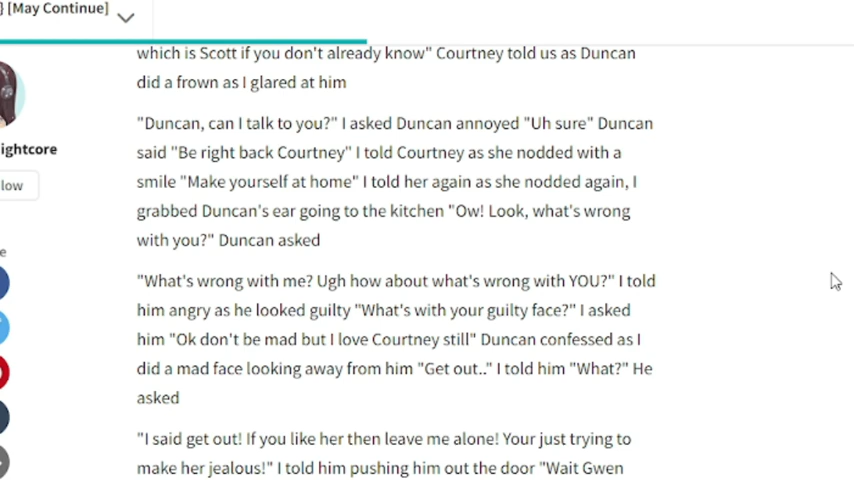 } [May Continue]
which is Scott if you don't already know" Courtney told us as Duncan
did a frown as I glared at him
"Duncan, can I talk to you?" I asked Duncan annoyed "Uh sure" Duncan
ightcore
said "Be right back Courtney" I told Courtney as she nodded with a
low
smile "Make yourself at home" I told her again as she nodded again, I
grabbed Duncan's ear going to the kitchen "Ow! Look, what's wrong
with you?" Duncan asked
e
"What's wrong with me? Ugh how about what's wrong with YOU?" I told
him angry as he looked guilty "What's with your guilty face?" I asked
him "Ok don't be mad but I love Courtney still" Duncan confessed as I
did a mad face looking away from him "Get out.." I told him "What?" He
asked
"I said get out! If you like her then leave me alone! Your just trying to
make her jealous!" I told him pushing him out the door "Wait Gwen